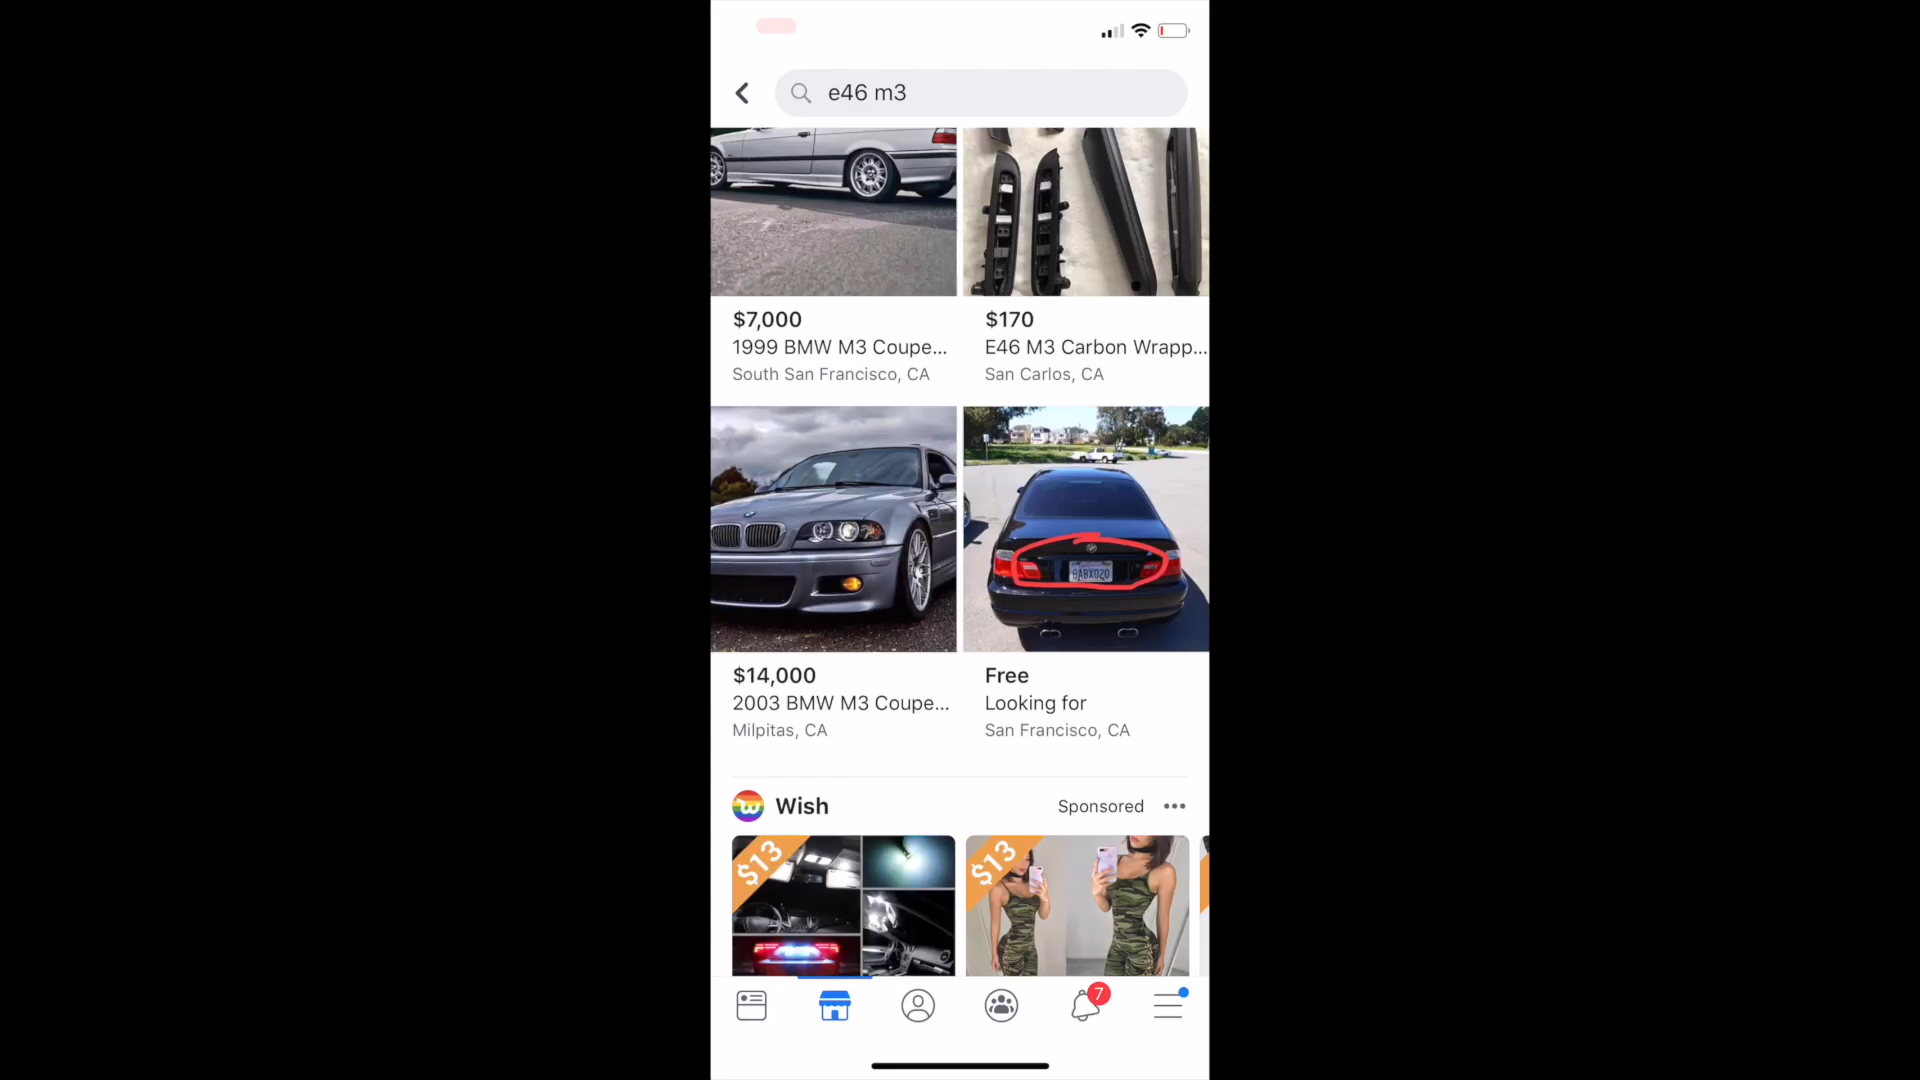 e46 m3
$7,000
1999 BMW M3 Coupe...
South San Francisco, CA
$170
E46 M3 Carbon Wrapp...
San Carlos, CA
8ABX020
$14,000
2003 BMW M3 Coupe...
Milpitas, CA
Free
Looking for
San Francisco, CA
Wish
Sponsored
$13
$13
7